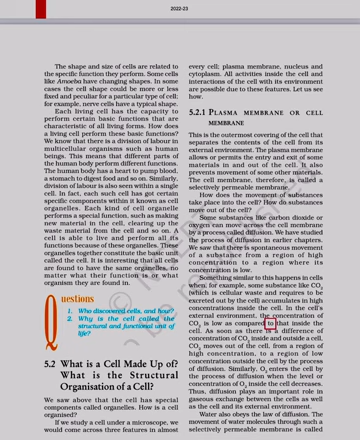 2022-23
The shape and size of cells are related to
the specific function they perform. Some cells
like Amoeba have changing shapes. In some
cases the cell shape could be more or less
fixed and peculiar for a particular type of cell;
for example, nerve cells have a typical shape.
Each living cell has the capacity to
perform certain basic functions that are
characteristic of all living forms. How does
a living cell perform these basic functions?
We know that there is a division of labour in
multicellular organisms such as human
beings. This means that different parts of
the human body perform different functions.
The human body has a heart to pump blood,
a stomach to digest food and so on. Similarly,
division of labour is also seen within a single
cell. In fact, each such cell has got certain
specific components within it known as cell
organelles. Each kind of cell organelle
performs a special function, such as making
new material in the cell, clearing up the
waste material from the cell and so on. A
cell is able to live and perform all its
functions because of these organelles. These
organelles together constitute the basic unit
called the cell. It is interesting that all cells
are found to have the same organelles, no
matter what their function is or what
organism they are found in.
Questions
1. Who discovered cells, and how?
2. Why is the cell called the
structural and functional unit of
life?
5.2 What is a Cell Made Up of?
What is the Structural
Organisation of a Cell?
We saw above that the cell has special
components called organelles. How is a cell
organised?
If we study a cell under a microscope, we
would come across three features in almost
every cell; plasma membrane, nucleus and
cytoplasm. All activities inside the cell and
interactions of the cell with its environment
are possible due to these features. Let us see
how.
5.2.1 PLASMA MEMBRANE OR CELL
MEMBRANE
This is the outermost covering of the cell that
separates the contents of the cell from its
external environment. The plasma membrane
allows or permits the entry and exit of some
materials in and out of the cell. It also
prevents movement of some other materials.
The cell membrane, therefore, is called a
selectively permeable membrane.
How does the movement of substances
take place into the cell? How do substances
move out of the cell?
Some substances like carbon dioxide or
oxygen can move across the cell membrane
by a process called diffusion. We have studied
the process of diffusion in earlier chapters.
We saw that there is spontaneous movement
of a substance from a region of high
concentration to a region where its
concentration is low.
Something similar to this happens in cells
when, for example, some substance like CO2
(which is cellular waste and requires to be
excreted out by the cell) accumulates in high
concentrations inside the cell. In the cell's
external environment, the concentration of
CO2 is low as compared to that inside the
cell. As soon as there is a difference of
concentration of CO2 inside and outside a cell,
CO2 moves out of the cell, from a region of
high concentration, to a region of low
concentration outside the cell by the process
of diffusion. Similarly, O2 enters the cell by
the process of diffusion when the level or
concentration of O2 inside the cell decreases.
Thus, diffusion plays an important role in
gaseous exchange between the cells as well
as the cell and its external environment.
Water also obeys the law of diffusion. The
movement of water molecules through such a
selectively permeable membrane is called